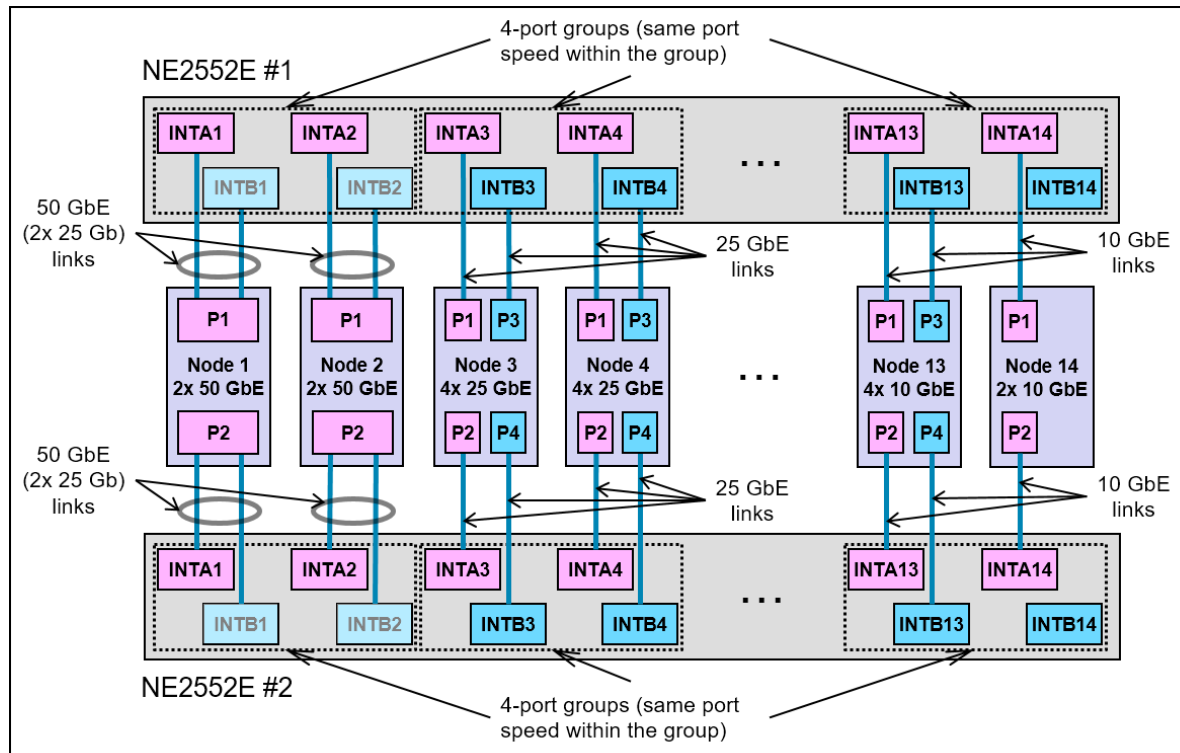 4-port groups (same port
speed within the group)
NE2552E #1
INTA1 INTA2 INTA3 INTA4 INTA13 INTA14
. . .
INTB1 INTB2 INTB3 INTB4 INTB13 INTB14
50 GbE
(2x 25 Gb)
links
25 GbE
links
10 GbE
links
P1 P1 P1 P3 P1 P3 P1 P3 P1
Node 1 Node 2 Node 3 Node 4 Node 13 Node 14
2x 50 GbE 2x 50 GbE 4x 25 GbE 4x 25 GbE . . . 4x 10 GbE 2x 10 GbE
P2 P2 P2 P4 P2 P4 P2 P4 P2
50 GbE
(2x 25 Gb)
links
25 GbE
links
10 GbE
links
INTA1 INTA2 INTA3 INTA4 INTA13 INTA14
. . .
INTB1 INTB2 INTB3 INTB4 INTB13 INTB14
NE2552E #2
4-port groups (same port
speed within the group)